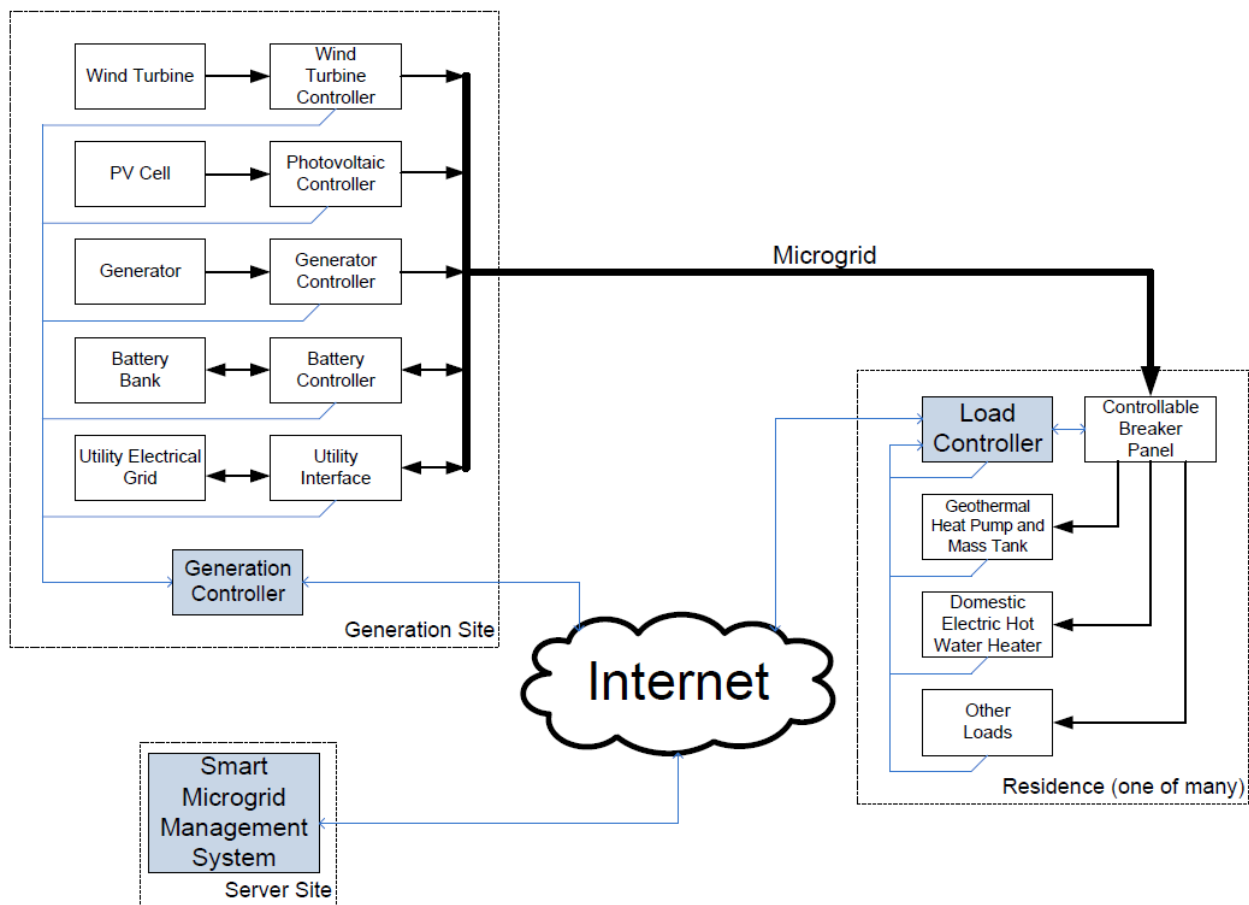 Wind Turbine
Wind
Turbine
Controller
PV Cell
Photovoltaic
Controller
Generator
Generator
Controller
Battery
Bank
Battery
Controller
Utility Electrical
Grid
Utility
Interface
Generation
Controller
Generation Site
Microgrid
Load
Controller
Controllable
Breaker
Panel
Geothermal
Heat Pump and
Mass Tank
Domestic
Electric Hot
Water Heater
Other
Loads
Residence (one of many)
Internet
Smart
Microgrid
Management
System
Server Site